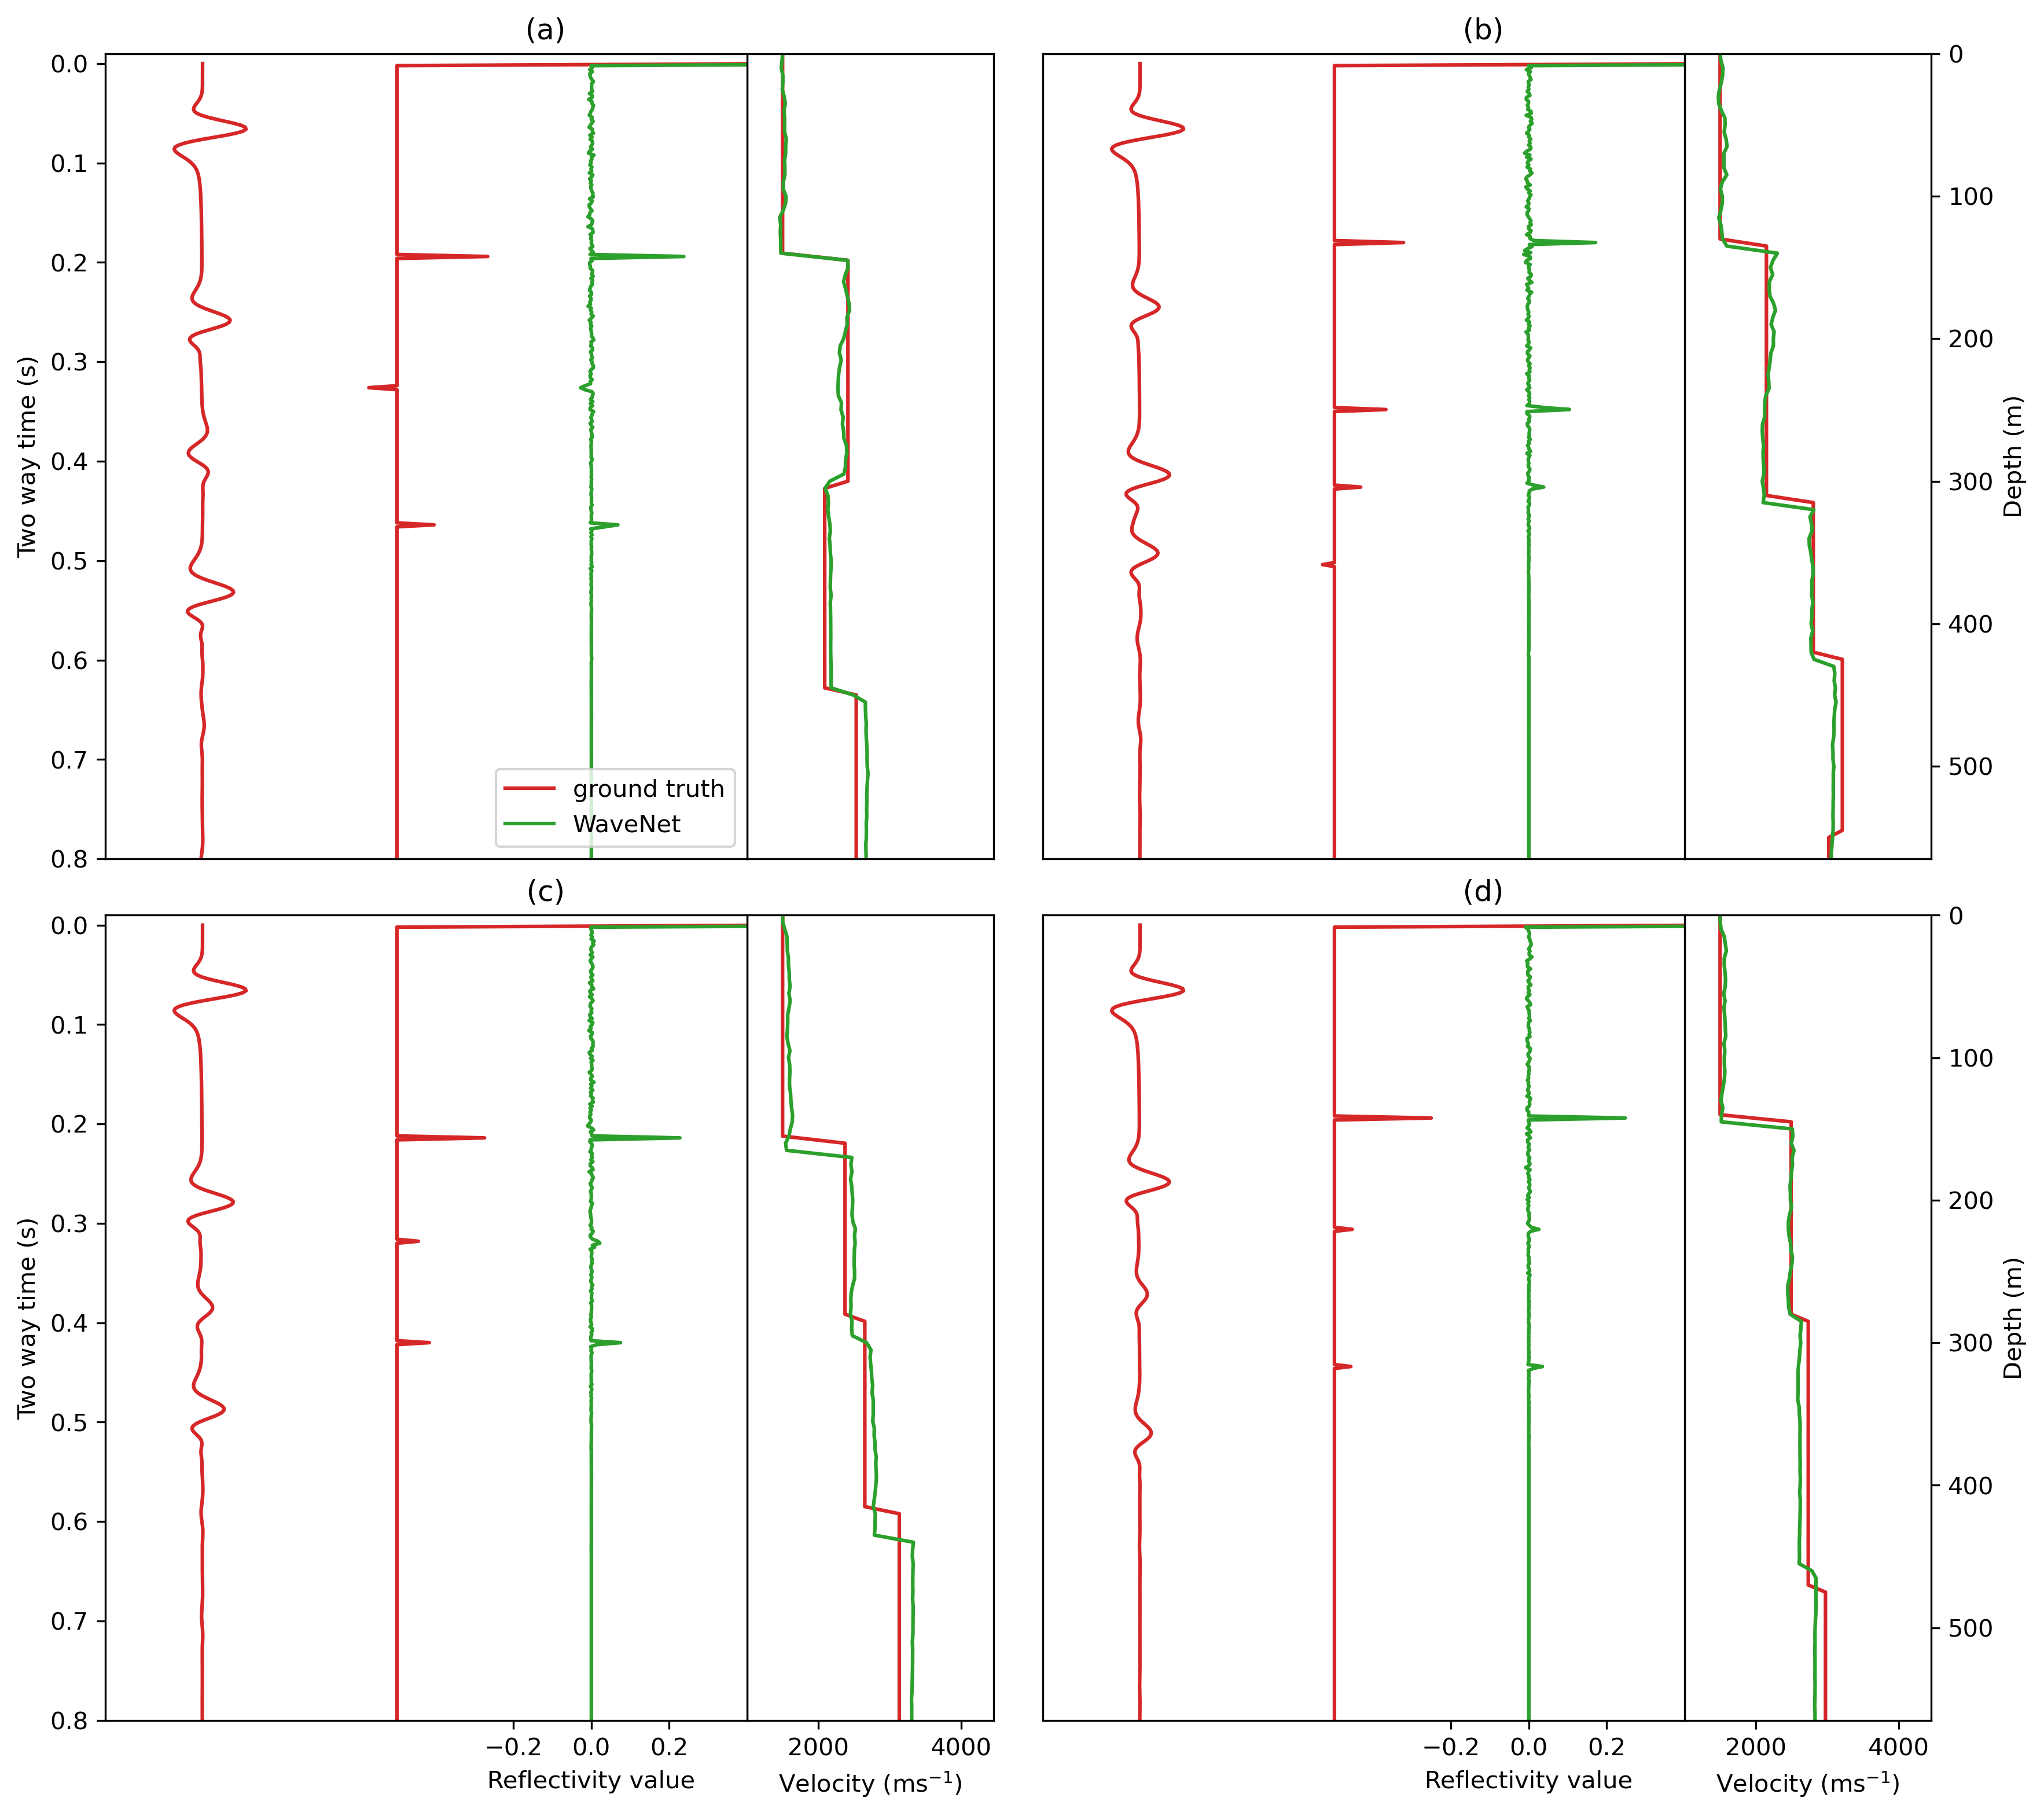 (a)
(b)
0.0
0.1
0.2
0.3
0.4
0.5
0.6
0.7
0.8
Two way time (s)
ground truth
WaveNet
0
100
200
300
400
500
Depth (m)
(c)
(d)
0.0
0.1
0.2
0.3
0.4
0.5
0.6
0.7
0.8
Two way time (s)
0
100
200
300
400
500
Depth (m)
−0.2 0.0 0.2
Reflectivity value
2000 4000
Velocity (ms⁻¹)
−0.2 0.0 0.2
Reflectivity value
2000 4000
Velocity (ms⁻¹)